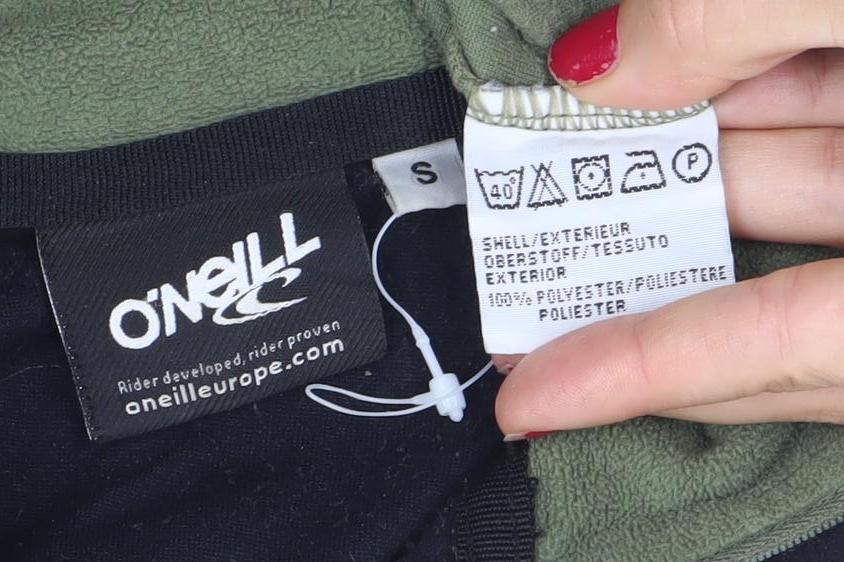 O'NEILL
Rider developed, rider proven
oneilleurope.com
S
40°
P
SHELL/EXTERIEUR
OBERSTOFF/TESSUTO
EXTERIOR
100% POLYESTER/POLIESTERE
POLIESTER